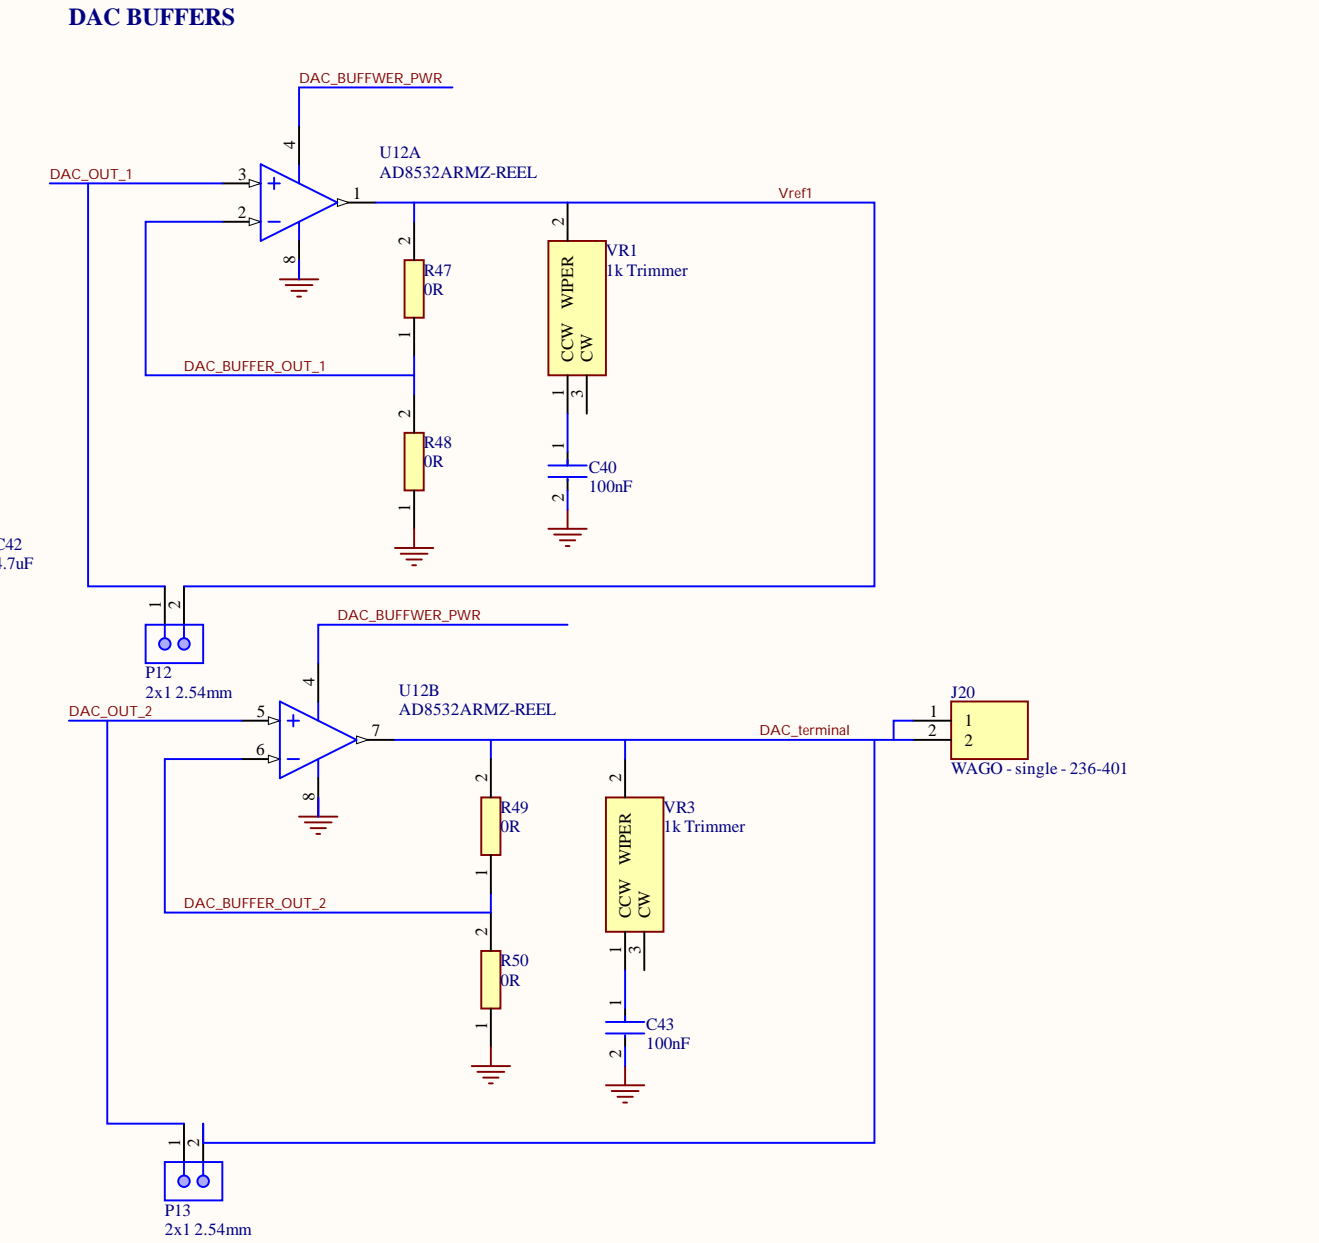 DAC BUFFERS
DAC_BUFFWER_PWR
4
U12A
AD8532ARMZ-REEL
DAC_OUT_1
3
+
1
Vref1
2
−
8
2
2
VR1
1k Trimmer
WIPER
R47
0R
CCW
CW
1
DAC_BUFFER_OUT_1
1
3
2
R48
0R
1
C40
100nF
1
2
C42
4.7uF
1
2
P12
2x1 2.54mm
DAC_BUFFWER_PWR
4
U12B
AD8532ARMZ-REEL
DAC_OUT_2
5
+
7
DAC_terminal
J20
1
1
2
2
WAGO - single - 236-401
6
−
8
2
2
R49
0R
VR3
1k Trimmer
WIPER
CCW
CW
1
DAC_BUFFER_OUT_2
2
1
3
R50
0R
1
1
C43
100nF
2
1
2
P13
2x1 2.54mm